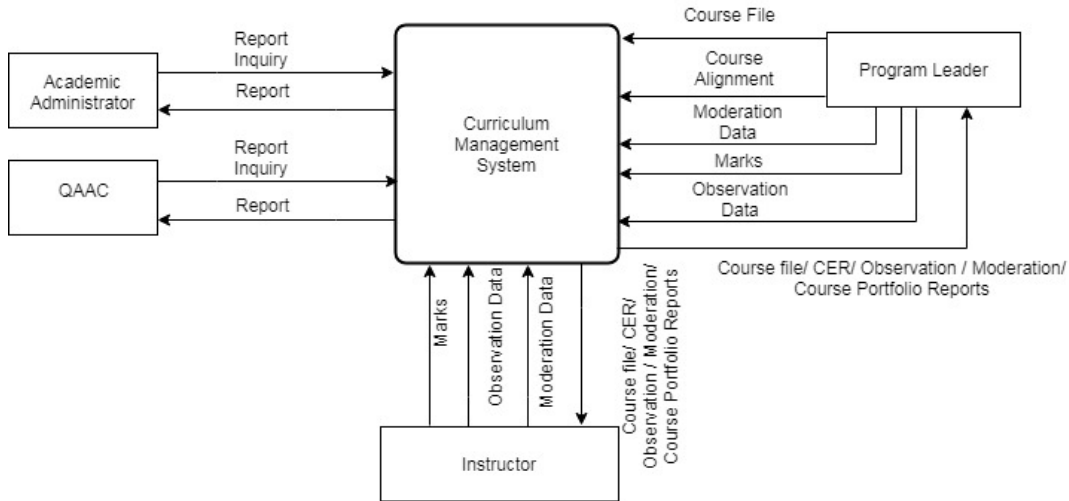 Academic
Administrator
Report
Inquiry
Report
QAAC
Report
Inquiry
Report
Curriculum
Management
System
Course File
Course
Alignment
Moderation
Data
Marks
Observation
Data
Program Leader
Course file/ CER/ Observation / Moderation/
Course Portfolio Reports
Marks
Observation Data
Moderation Data
Course file/ CER/
Observation / Moderation/
Course Portfolio Reports
Instructor